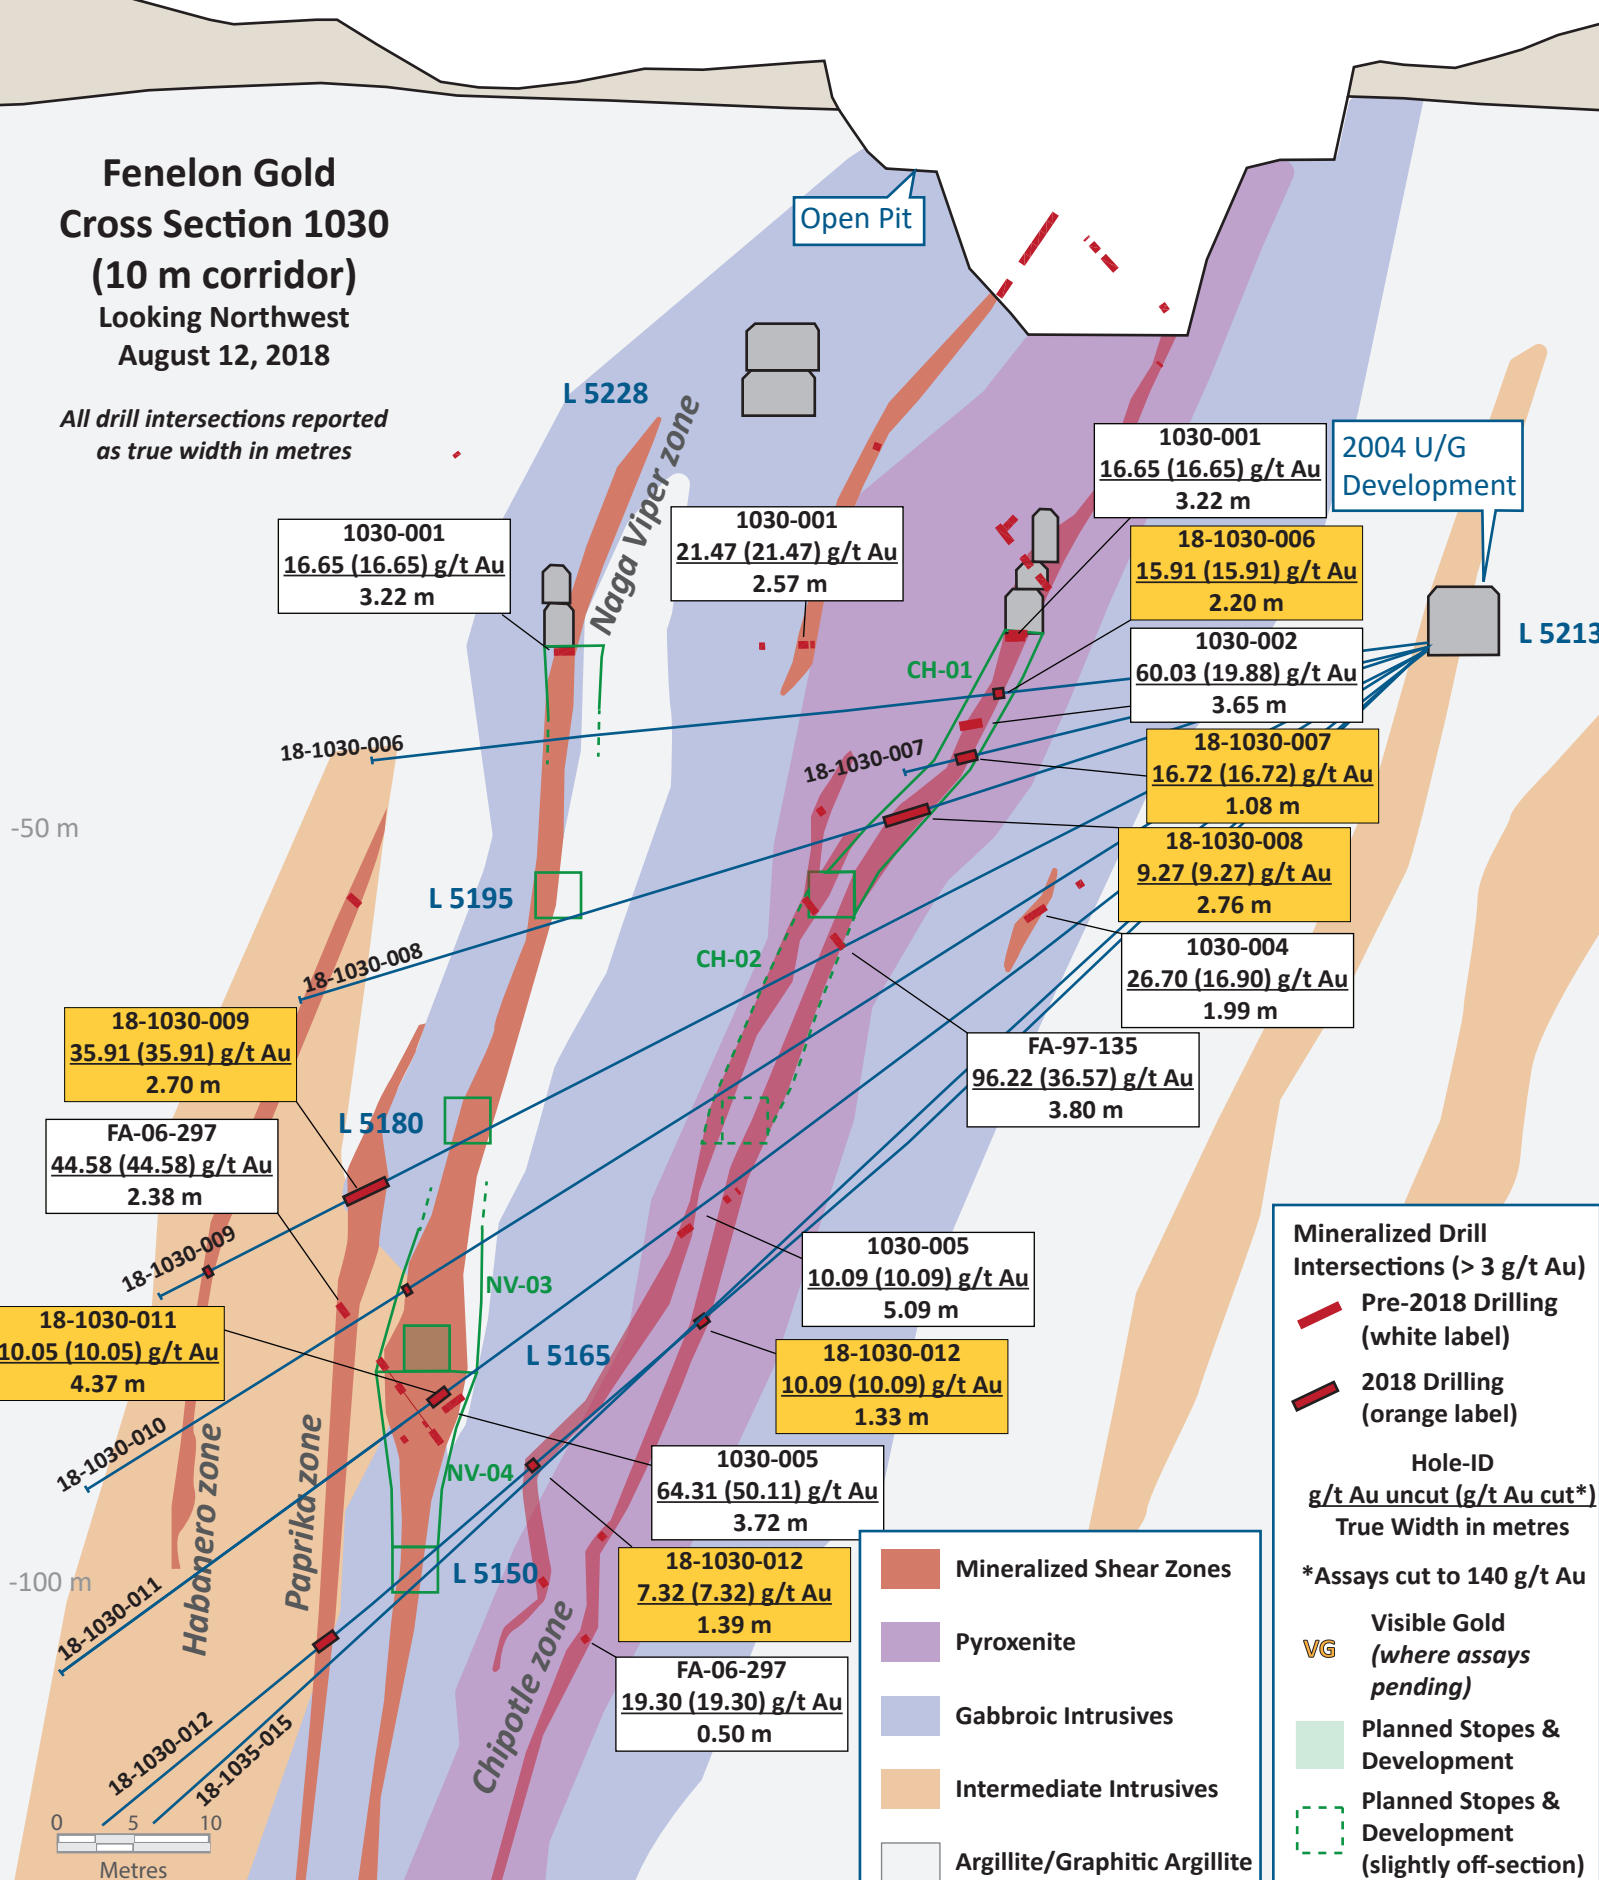 Fenelon Gold
Cross Section 1030
(10 m corridor)
Looking Northwest
August 12, 2018
All drill intersections reported
as true width in metres
Open Pit
L 5228
Naga Viper zone
1030-001
16.65 (16.65) g/t Au
3.22 m
1030-001
21.47 (21.47) g/t Au
2.57 m
1030-001
16.65 (16.65) g/t Au
3.22 m
2004 U/G
Development
L 5213
18-1030-006
15.91 (15.91) g/t Au
2.20 m
1030-002
60.03 (19.88) g/t Au
3.65 m
CH-01
18-1030-006
18-1030-007
18-1030-007
16.72 (16.72) g/t Au
1.08 m
-50 m
18-1030-008
9.27 (9.27) g/t Au
2.76 m
L 5195
CH-02
18-1030-008
1030-004
26.70 (16.90) g/t Au
1.99 m
18-1030-009
35.91 (35.91) g/t Au
2.70 m
FA-97-135
96.22 (36.57) g/t Au
3.80 m
L 5180
FA-06-297
44.58 (44.58) g/t Au
2.38 m
18-1030-009
1030-005
10.09 (10.09) g/t Au
5.09 m
NV-03
18-1030-011
10.05 (10.05) g/t Au
4.37 m
L 5165
18-1030-012
10.09 (10.09) g/t Au
1.33 m
18-1030-010
Habanero zone
Paprika zone
NV-04
1030-005
64.31 (50.11) g/t Au
3.72 m
-100 m
L 5150
18-1030-012
7.32 (7.32) g/t Au
1.39 m
18-1030-011
Chipotle zone
FA-06-297
19.30 (19.30) g/t Au
0.50 m
18-1030-012
18-1035-015
0 5 10
Metres
Mineralized Shear Zones
Pyroxenite
Gabbroic Intrusives
Intermediate Intrusives
Argillite/Graphitic Argillite
Mineralized Drill
Intersections (> 3 g/t Au)
Pre-2018 Drilling
(white label)
2018 Drilling
(orange label)
Hole-ID
g/t Au uncut (g/t Au cut*)
True Width in metres
*Assays cut to 140 g/t Au
VG
Visible Gold
(where assays
pending)
Planned Stopes &
Development
Planned Stopes &
Development
(slightly off-section)